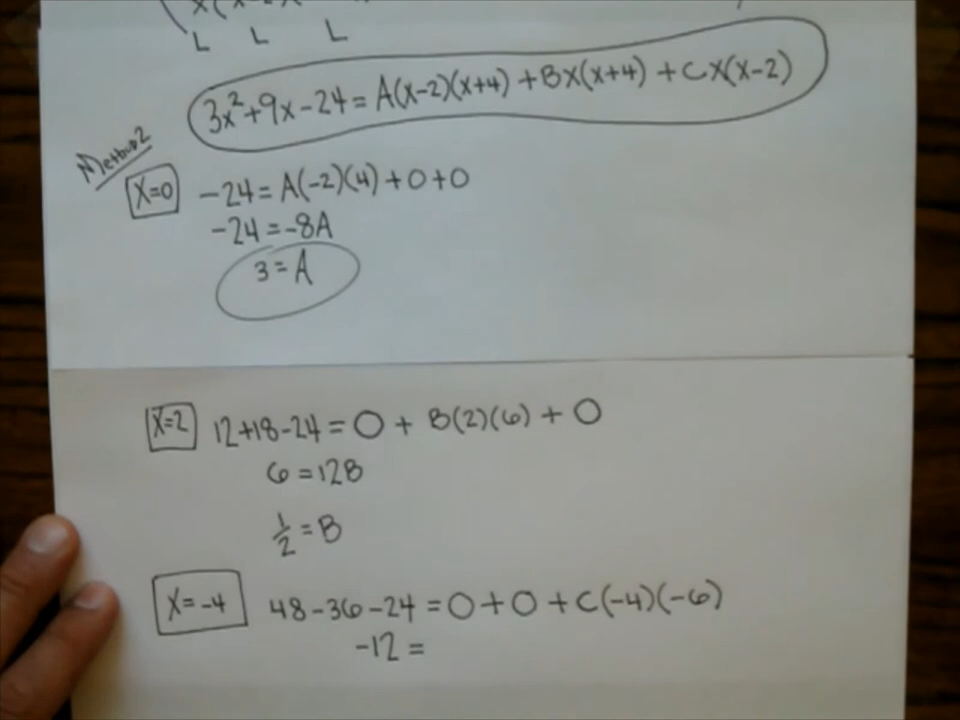 L L L
3x²+9x-24 = A(x-2)(x+4) + Bx(x+4) + Cx(x-2)
Method 2
x=0 -24 = A(-2)(4) + 0 + 0
-24 = -8A
3 = A
x=2 12+18-24 = 0 + B(2)(6) + 0
6 = 12B
1/2 = B
x=-4 48-36-24 = 0 + 0 + C(-4)(-6)
-12 =